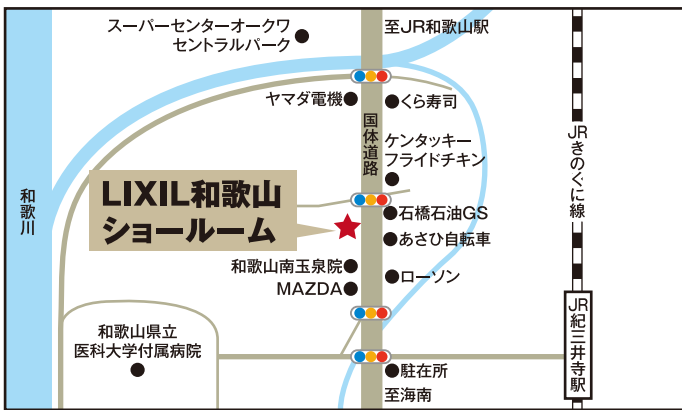 スーパーセンターオークワ
セントラルパーク
至JR和歌山駅
ヤマダ電機
くら寿司
国体道路
ケンタッキー
フライドチキン
JRきのくに線
和歌川
LIXIL和歌山
ショールーム
石橋石油GS
あさひ自転車
和歌山南玉泉院
ローソン
MAZDA
JR紀三井寺駅
和歌山県立
医科大学付属病院
駐在所
至海南